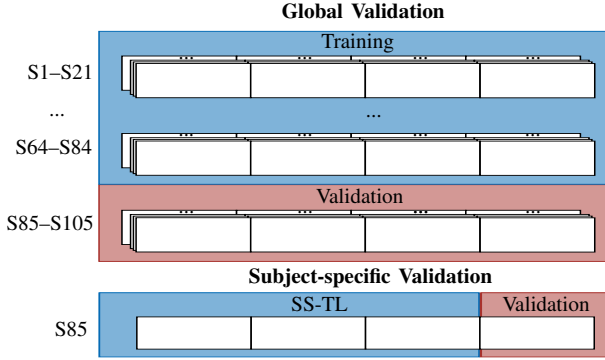 Global Validation
Training
S1–S21
... ... ... ...
... ...
S64–S84
... ... ... ...
Validation
S85–S105
... ... ... ...
Subject-specific Validation
SS-TL Validation
S85